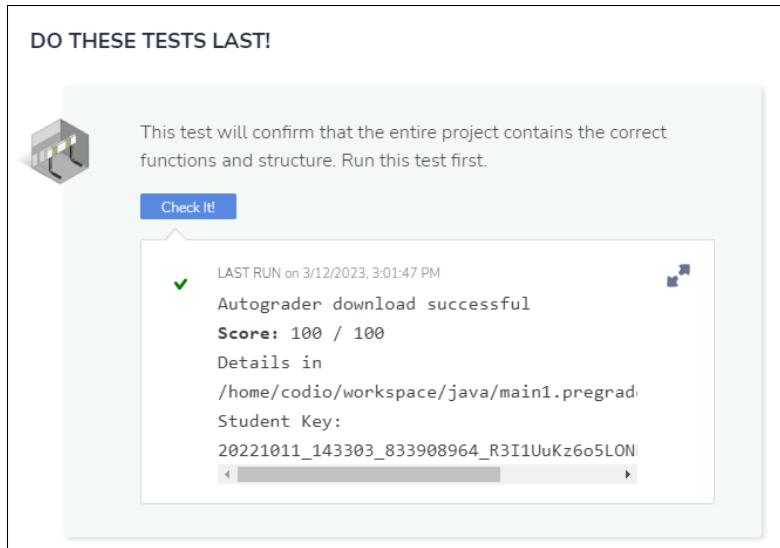 DO THESE TESTS LAST!
This test will confirm that the entire project contains the correct
functions and structure. Run this test first.
Check It!
LAST RUN on 3/12/2023, 3:01:47 PM
Autograder download successful
Score: 100 / 100
Details in
/home/codio/workspace/java/main1.pregrad
Student Key:
20221011_143303_833908964_R3I1UuKz6o5LON